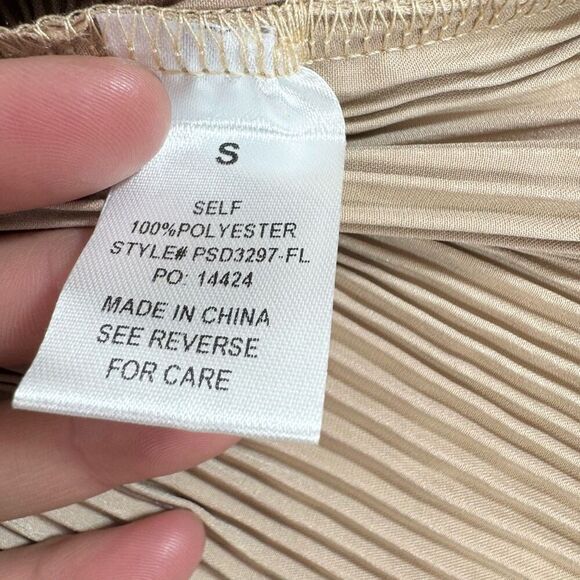 S
SELF
100%POLYESTER
STYLE# PSD3297-FL
PO: 14424
MADE IN CHINA
SEE REVERSE
FOR CARE